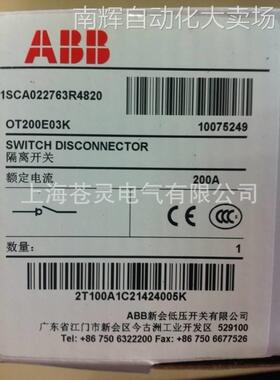 南辉自动化大卖场
ABB
1SCA022763R4820
OT200E03K 10075249
SWITCH DISCONNECTOR
隔离开关
上海苍灵电气有限公司
额定电流 200A
CCC
数量: 1
2T100A1C21424005K
ABB新会低压开关有限公司
广东省江门市新会区今古洲工业开发区 529100
Tel: +86 750 6322200 Fax: +86 750 6677526